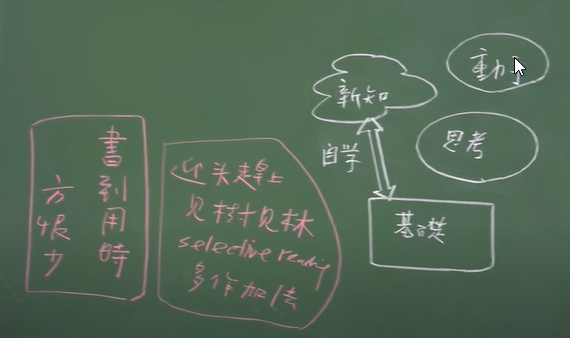 書到用時
方恨少
迎头趕上
见树见林
selective reading
多作加法
新知
自学
基礎
動手
思考